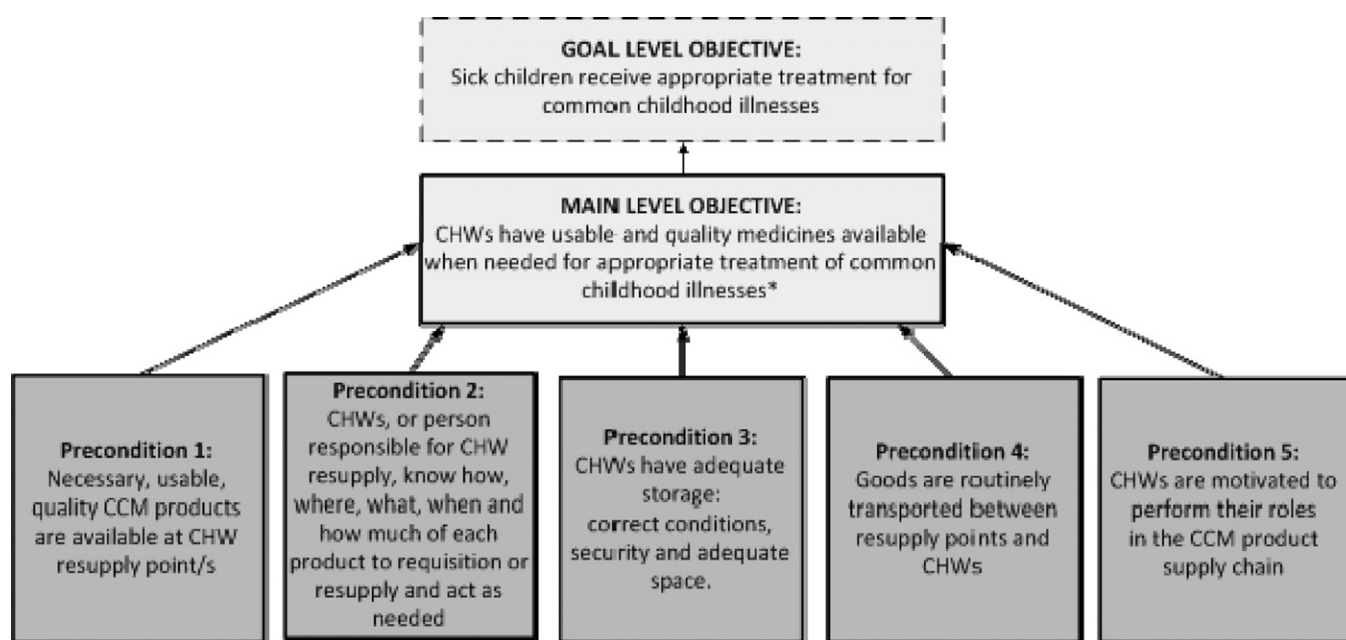 GOAL LEVEL OBJECTIVE:
Sick children receive appropriate treatment for
common childhood illnesses
MAIN LEVEL OBJECTIVE:
CHWs have usable and quality medicines available
when needed for appropriate treatment of common
childhood illnesses*
Precondition 1:
Necessary, usable,
quality CCM products
are available at CHW
resupply point/s
Precondition 2:
CHWs, or person
responsible for CHW
resupply, know how,
where, what, when and
how much of each
product to requisition or
resupply and act as
needed
Precondition 3:
CHWs have adequate
storage:
correct conditions,
security and adequate
space.
Precondition 4:
Goods are routinely
transported between
resupply points and
CHWs
Precondition 5:
CHWs are motivated to
perform their roles
in the CCM product
supply chain